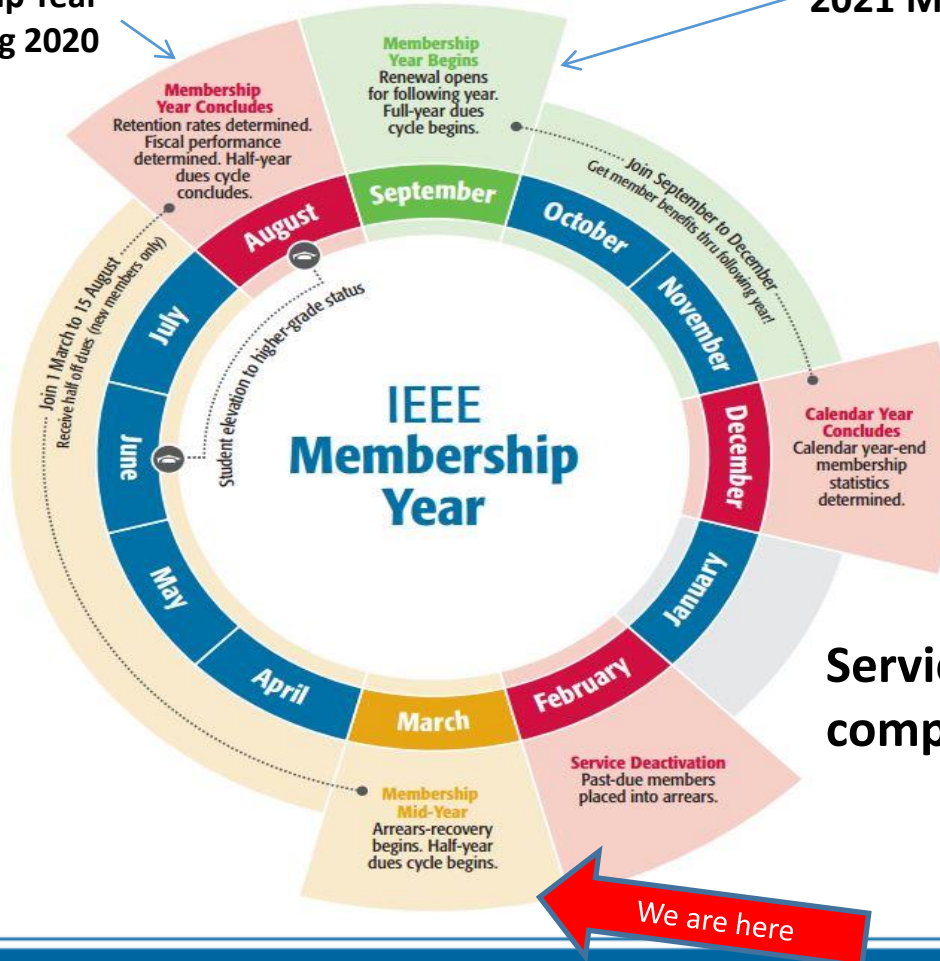 p Year
g 2020
2021 M
Membership
Year Concludes
Retention rates determined.
Fiscal performance
determined. Half-year
dues cycle
concludes.
Membership
Year Begins
Renewal opens
for following year.
Full-year dues
cycle begins.
Join September to December
Get member benefits thru following year!
August
September
October
November
December
January
February
March
April
May
June
July
Join 1 March to 15 August
Receive half off dues (new members only)
Student elevation to higher-grade status
IEEE
Membership
Year
Calendar Year
Concludes
Calendar year-end
membership
statistics
determined.
Servic
comp
Service Deactivation
Past-due members
placed into arrears.
Membership
Mid-Year
Arrears-recovery
begins. Half-year
dues cycle begins.
We are here